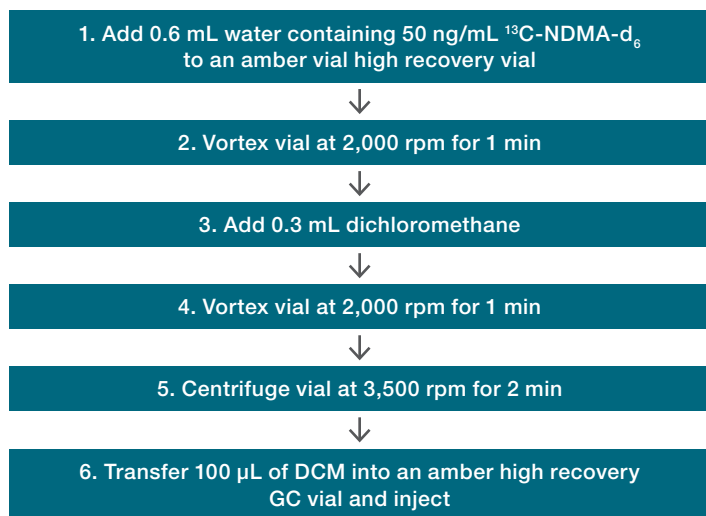 1. Add 0.6 mL water containing 50 ng/mL ¹³C-NDMA-d₆
to an amber vial high recovery vial
2. Vortex vial at 2,000 rpm for 1 min
3. Add 0.3 mL dichloromethane
4. Vortex vial at 2,000 rpm for 1 min
5. Centrifuge vial at 3,500 rpm for 2 min
6. Transfer 100 µL of DCM into an amber high recovery
GC vial and inject